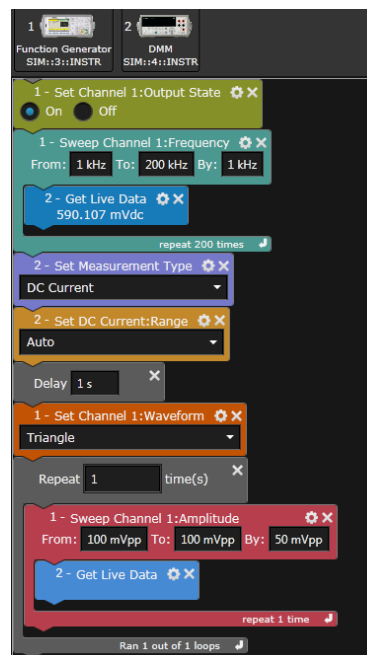 1
2
Function Generator
SIM::3::INSTR
DMM
SIM::4::INSTR
1 - Set Channel 1:Output State
On Off
1 - Sweep Channel 1:Frequency
From: 1 kHz To: 200 kHz By: 1 kHz
2 - Get Live Data
590.107 mVdc
repeat 200 times
2 - Set Measurement Type
DC Current
2 - Set DC Current:Range
Auto
Delay 1 s
1 - Set Channel 1:Waveform
Triangle
Repeat 1 time(s)
1 - Sweep Channel 1:Amplitude
From: 100 mVpp To: 100 mVpp By: 50 mVpp
2 - Get Live Data
repeat 1 time
Ran 1 out of 1 loops